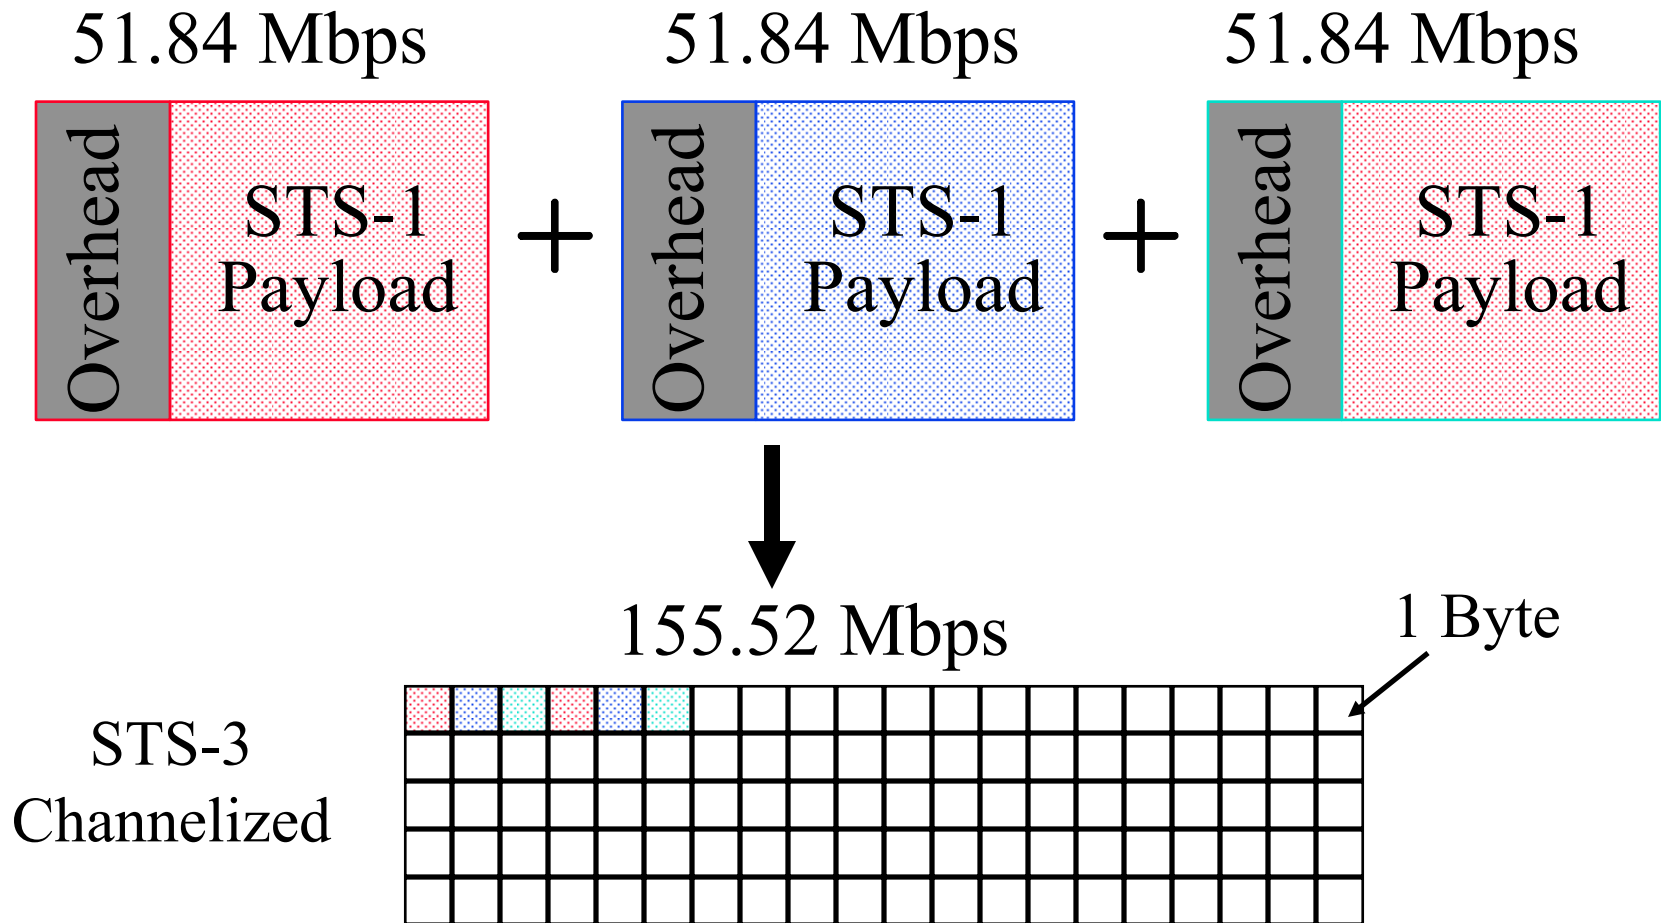 51.84 Mbps
51.84 Mbps
51.84 Mbps
Overhead
STS-1
Payload
Overhead
STS-1
Payload
Overhead
STS-1
Payload
155.52 Mbps
1 Byte
STS-3
Channelized